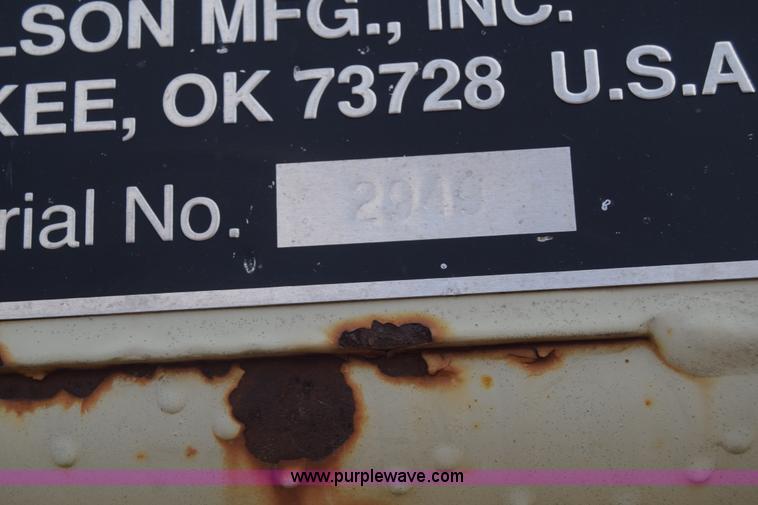 LSON MFG., INC.
KEE, OK 73728 U.S.A
rial No. 2949
www.purplewave.com